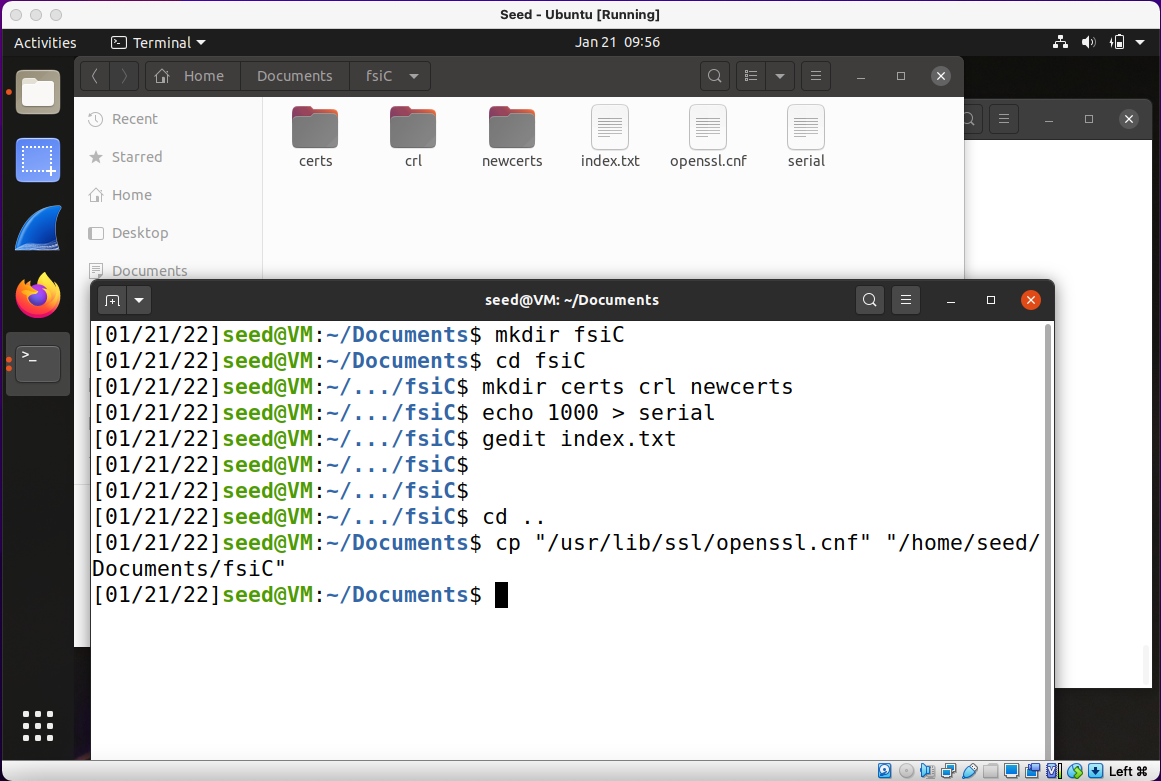 Seed - Ubuntu [Running]
Activities
Terminal
Jan 21 09:56
Home
Documents
fsiC
Recent
Starred
Home
Desktop
Documents
certs
crl
newcerts
index.txt
openssl.cnf
serial
seed@VM: ~/Documents
[01/21/22]seed@VM:~/Documents$ mkdir fsiC
[01/21/22]seed@VM:~/Documents$ cd fsiC
[01/21/22]seed@VM:~/.../fsiC$ mkdir certs crl newcerts
[01/21/22]seed@VM:~/.../fsiC$ echo 1000 > serial
[01/21/22]seed@VM:~/.../fsiC$ gedit index.txt
[01/21/22]seed@VM:~/.../fsiC$
[01/21/22]seed@VM:~/.../fsiC$
[01/21/22]seed@VM:~/.../fsiC$ cd ..
[01/21/22]seed@VM:~/Documents$ cp "/usr/lib/ssl/openssl.cnf" "/home/seed/
Documents/fsiC"
[01/21/22]seed@VM:~/Documents$
Left ⌘